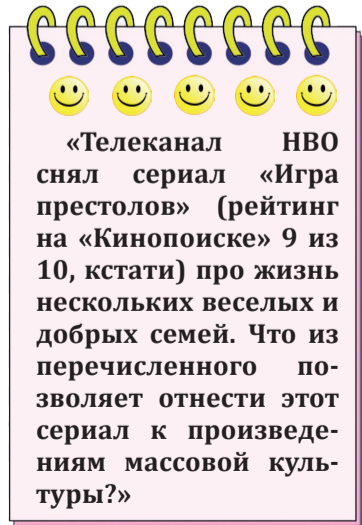 «Телеканал HBO
снял сериал «Игра
престолов» (рейтинг
на «Кинопоиске» 9 из
10, кстати) про жизнь
нескольких веселых и
добрых семей. Что из
перечисленного по-
зволяет отнести этот
сериал к произведе-
ниям массовой куль-
туры?»